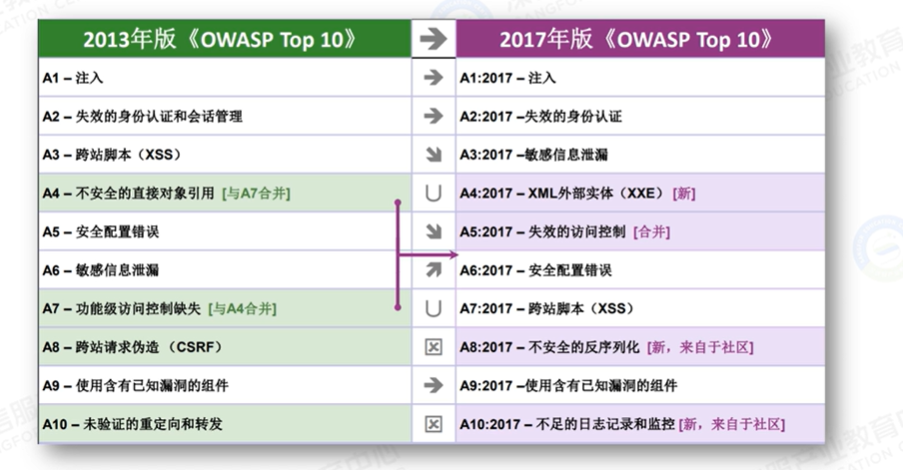 2013年版《OWASP Top 10》 → 2017年版《OWASP Top 10》
A1 – 注入 → A1:2017 – 注入
A2 – 失效的身份认证和会话管理 → A2:2017 –失效的身份认证
A3 – 跨站脚本（XSS） ↘ A3:2017 –敏感信息泄漏
A4 – 不安全的直接对象引用 [与A7合并] U A4:2017 – XML外部实体（XXE） [新]
A5 – 安全配置错误 ↘ A5:2017 – 失效的访问控制 [合并]
A6 – 敏感信息泄漏 ↗ A6:2017 – 安全配置错误
A7 – 功能级访问控制缺失 [与A4合并] U A7:2017 – 跨站脚本（XSS）
A8 – 跨站请求伪造 （CSRF） ☒ A8:2017 – 不安全的反序列化 [新，来自于社区]
A9 – 使用含有已知漏洞的组件 → A9:2017 –使用含有已知漏洞的组件
A10 – 未验证的重定向和转发 ☒ A10:2017 – 不足的日志记录和监控 [新，来自于社区]